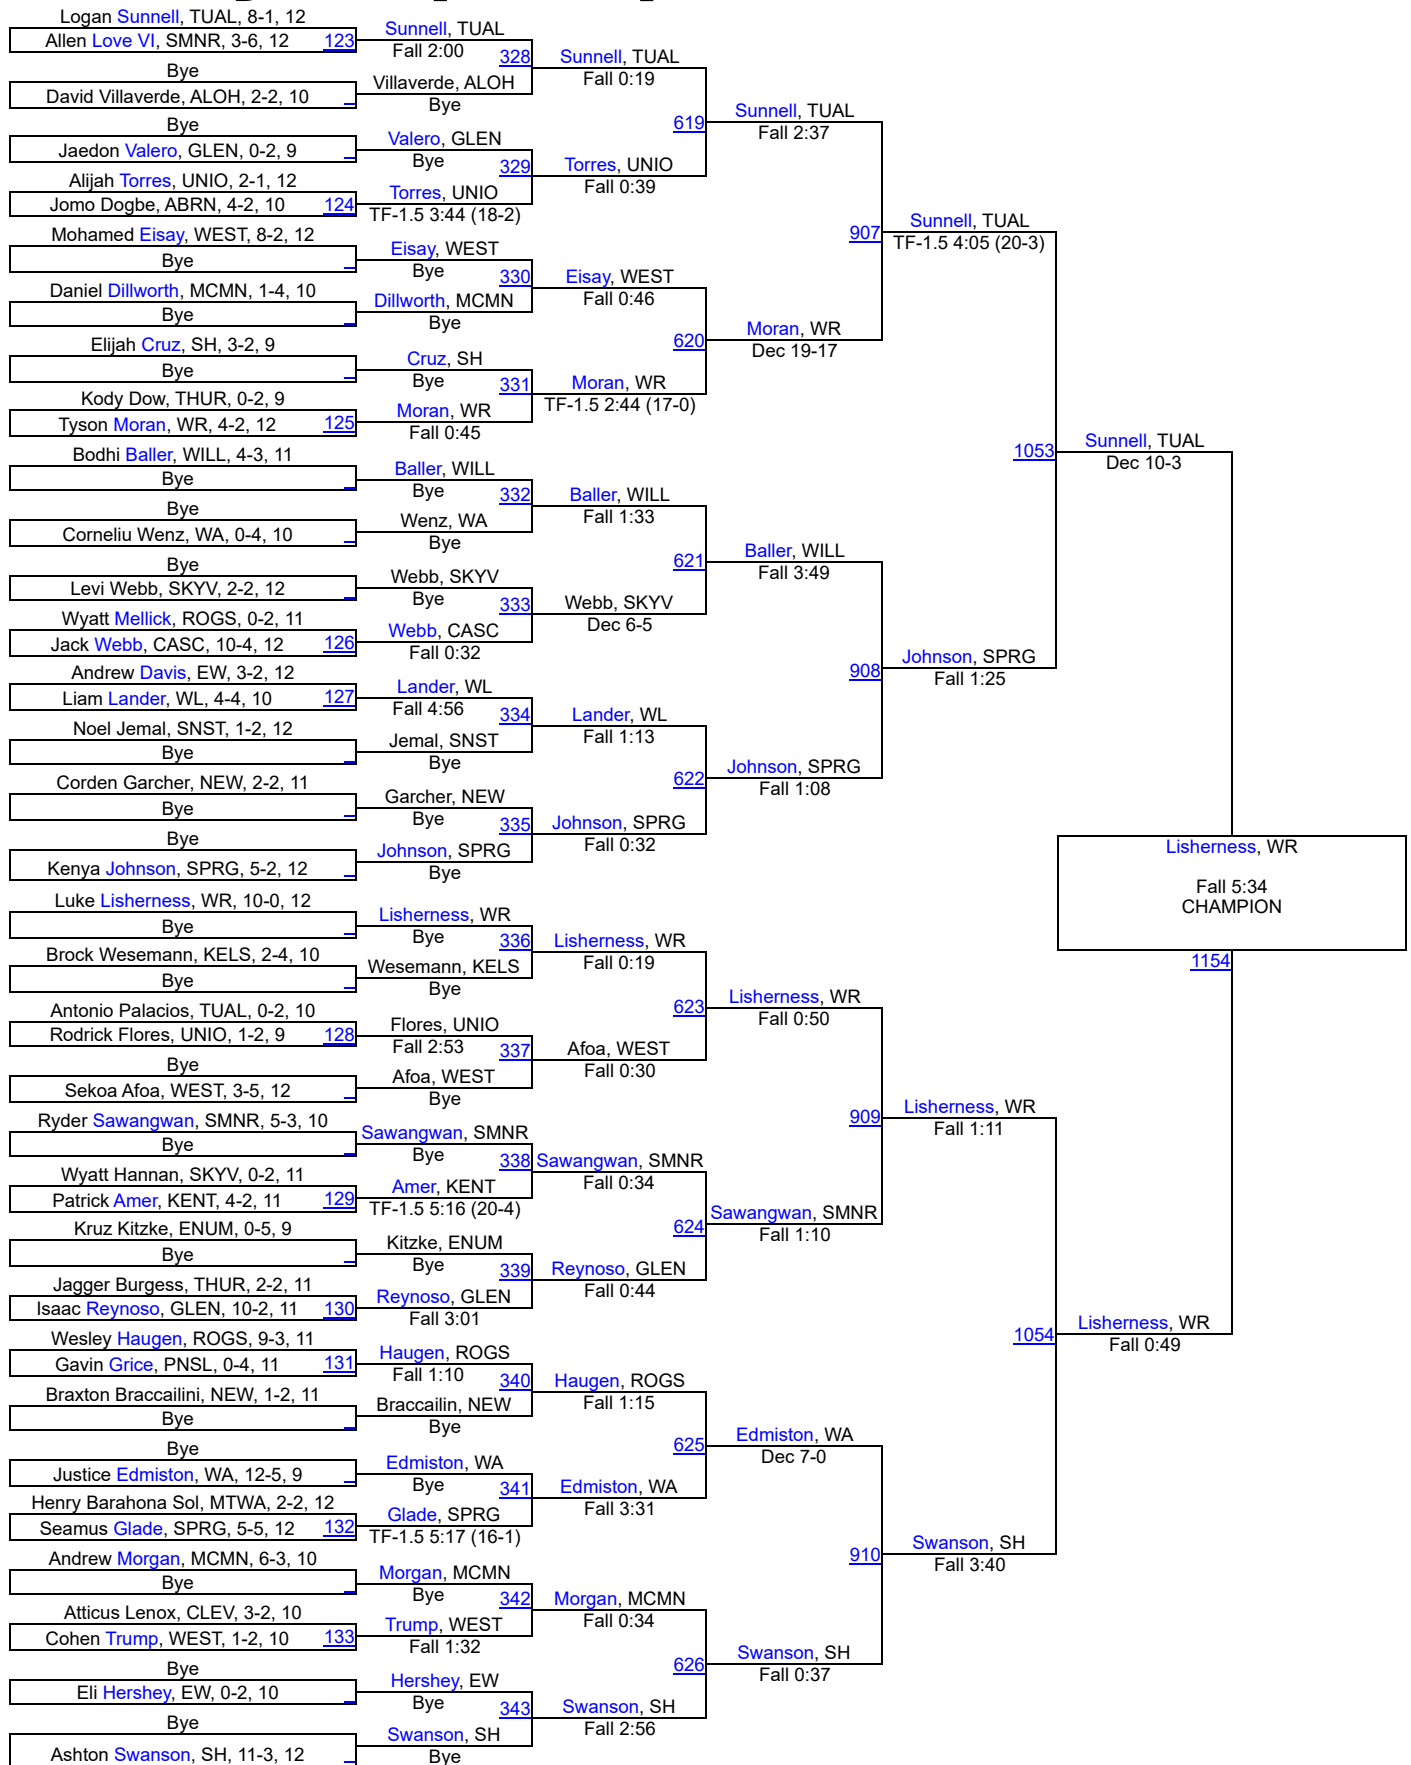 Logan Sunnell, TUAL, 8-1, 12
Allen Love VI, SMNR, 3-6, 12 123
Bye
David Villaverde, ALOH, 2-2, 10
Bye
Jaedon Valero, GLEN, 0-2, 9
Alijah Torres, UNIO, 2-1, 12
Jomo Dogbe, ABRN, 4-2, 10 124
Mohamed Eisay, WEST, 8-2, 12
Bye
Daniel Dillworth, MCMN, 1-4, 10
Bye
Elijah Cruz, SH, 3-2, 9
Bye
Kody Dow, THUR, 0-2, 9
Tyson Moran, WR, 4-2, 12 125
Bodhi Baller, WILL, 4-3, 11
Bye
Bye
Corneliu Wenz, WA, 0-4, 10
Bye
Levi Webb, SKYV, 2-2, 12
Wyatt Mellick, ROGS, 0-2, 11
Jack Webb, CASC, 10-4, 12 126
Andrew Davis, EW, 3-2, 12
Liam Lander, WL, 4-4, 10 127
Noel Jemal, SNST, 1-2, 12
Bye
Corden Garcher, NEW, 2-2, 11
Bye
Bye
Kenya Johnson, SPRG, 5-2, 12
Luke Lisherness, WR, 10-0, 12
Bye
Brock Wesemann, KELS, 2-4, 10
Bye
Antonio Palacios, TUAL, 0-2, 10
Rodrick Flores, UNIO, 1-2, 9 128
Bye
Sekoa Afoa, WEST, 3-5, 12
Ryder Sawangwan, SMNR, 5-3, 10
Bye
Wyatt Hannan, SKYV, 0-2, 11
Patrick Amer, KENT, 4-2, 11 129
Kruz Kitzke, ENUM, 0-5, 9
Bye
Jagger Burgess, THUR, 2-2, 11
Isaac Reynoso, GLEN, 10-2, 11 130
Wesley Haugen, ROGS, 9-3, 11
Gavin Grice, PNSL, 0-4, 11 131
Braxton Braccailini, NEW, 1-2, 11
Bye
Bye
Justice Edmiston, WA, 12-5, 9
Henry Barahona Sol, MTWA, 2-2, 12
Seamus Glade, SPRG, 5-5, 12 132
Andrew Morgan, MCMN, 6-3, 10
Bye
Atticus Lenox, CLEV, 3-2, 10
Cohen Trump, WEST, 1-2, 10 133
Bye
Eli Hershey, EW, 0-2, 10
Bye
Ashton Swanson, SH, 11-3, 12
Sunnell, TUAL
Fall 2:00
328
Villaverde, ALOH
Bye
Valero, GLEN
Bye
329
Torres, UNIO
TF-1.5 3:44 (18-2)
Eisay, WEST
Bye
330
Dillworth, MCMN
Bye
Cruz, SH
Bye
331
Moran, WR
Fall 0:45
Baller, WILL
Bye
332
Wenz, WA
Bye
Webb, SKYV
Bye
333
Webb, CASC
Fall 0:32
Lander, WL
Fall 4:56
334
Jemal, SNST
Bye
Garcher, NEW
Bye
335
Johnson, SPRG
Bye
Lisherness, WR
Bye
336
Wesemann, KELS
Bye
Flores, UNIO
Fall 2:53
337
Afoa, WEST
Bye
Sawangwan, SMNR
Bye
338
Amer, KENT
TF-1.5 5:16 (20-4)
Kitzke, ENUM
Bye
339
Reynoso, GLEN
Fall 3:01
Haugen, ROGS
Fall 1:10
340
Braccailin, NEW
Bye
Edmiston, WA
Bye
341
Glade, SPRG
TF-1.5 5:17 (16-1)
Morgan, MCMN
Bye
342
Trump, WEST
Fall 1:32
Hershey, EW
Bye
343
Swanson, SH
Bye
Sunnell, TUAL
Fall 0:19
619
Torres, UNIO
Fall 0:39
Eisay, WEST
Fall 0:46
620
Moran, WR
TF-1.5 2:44 (17-0)
Baller, WILL
Fall 1:33
621
Webb, SKYV
Dec 6-5
Lander, WL
Fall 1:13
622
Johnson, SPRG
Fall 0:32
Lisherness, WR
Fall 0:19
623
Afoa, WEST
Fall 0:30
Sawangwan, SMNR
Fall 0:34
624
Reynoso, GLEN
Fall 0:44
Haugen, ROGS
Fall 1:15
625
Edmiston, WA
Fall 3:31
Morgan, MCMN
Fall 0:34
626
Swanson, SH
Fall 2:56
Sunnell, TUAL
Fall 2:37
907
Moran, WR
Dec 19-17
Baller, WILL
Fall 3:49
908
Johnson, SPRG
Fall 1:08
Lisherness, WR
Fall 0:50
909
Sawangwan, SMNR
Fall 1:10
Edmiston, WA
Dec 7-0
910
Swanson, SH
Fall 0:37
Sunnell, TUAL
TF-1.5 4:05 (20-3)
1053
Johnson, SPRG
Fall 1:25
Lisherness, WR
Fall 1:11
1054
Swanson, SH
Fall 3:40
Sunnell, TUAL
Dec 10-3
Lisherness, WR
Fall 5:34
CHAMPION
1154
Lisherness, WR
Fall 0:49